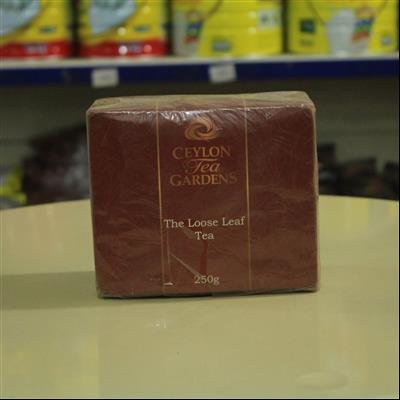 CEYLON
Tea
GARDENS
The Loose Leaf
Tea
250g